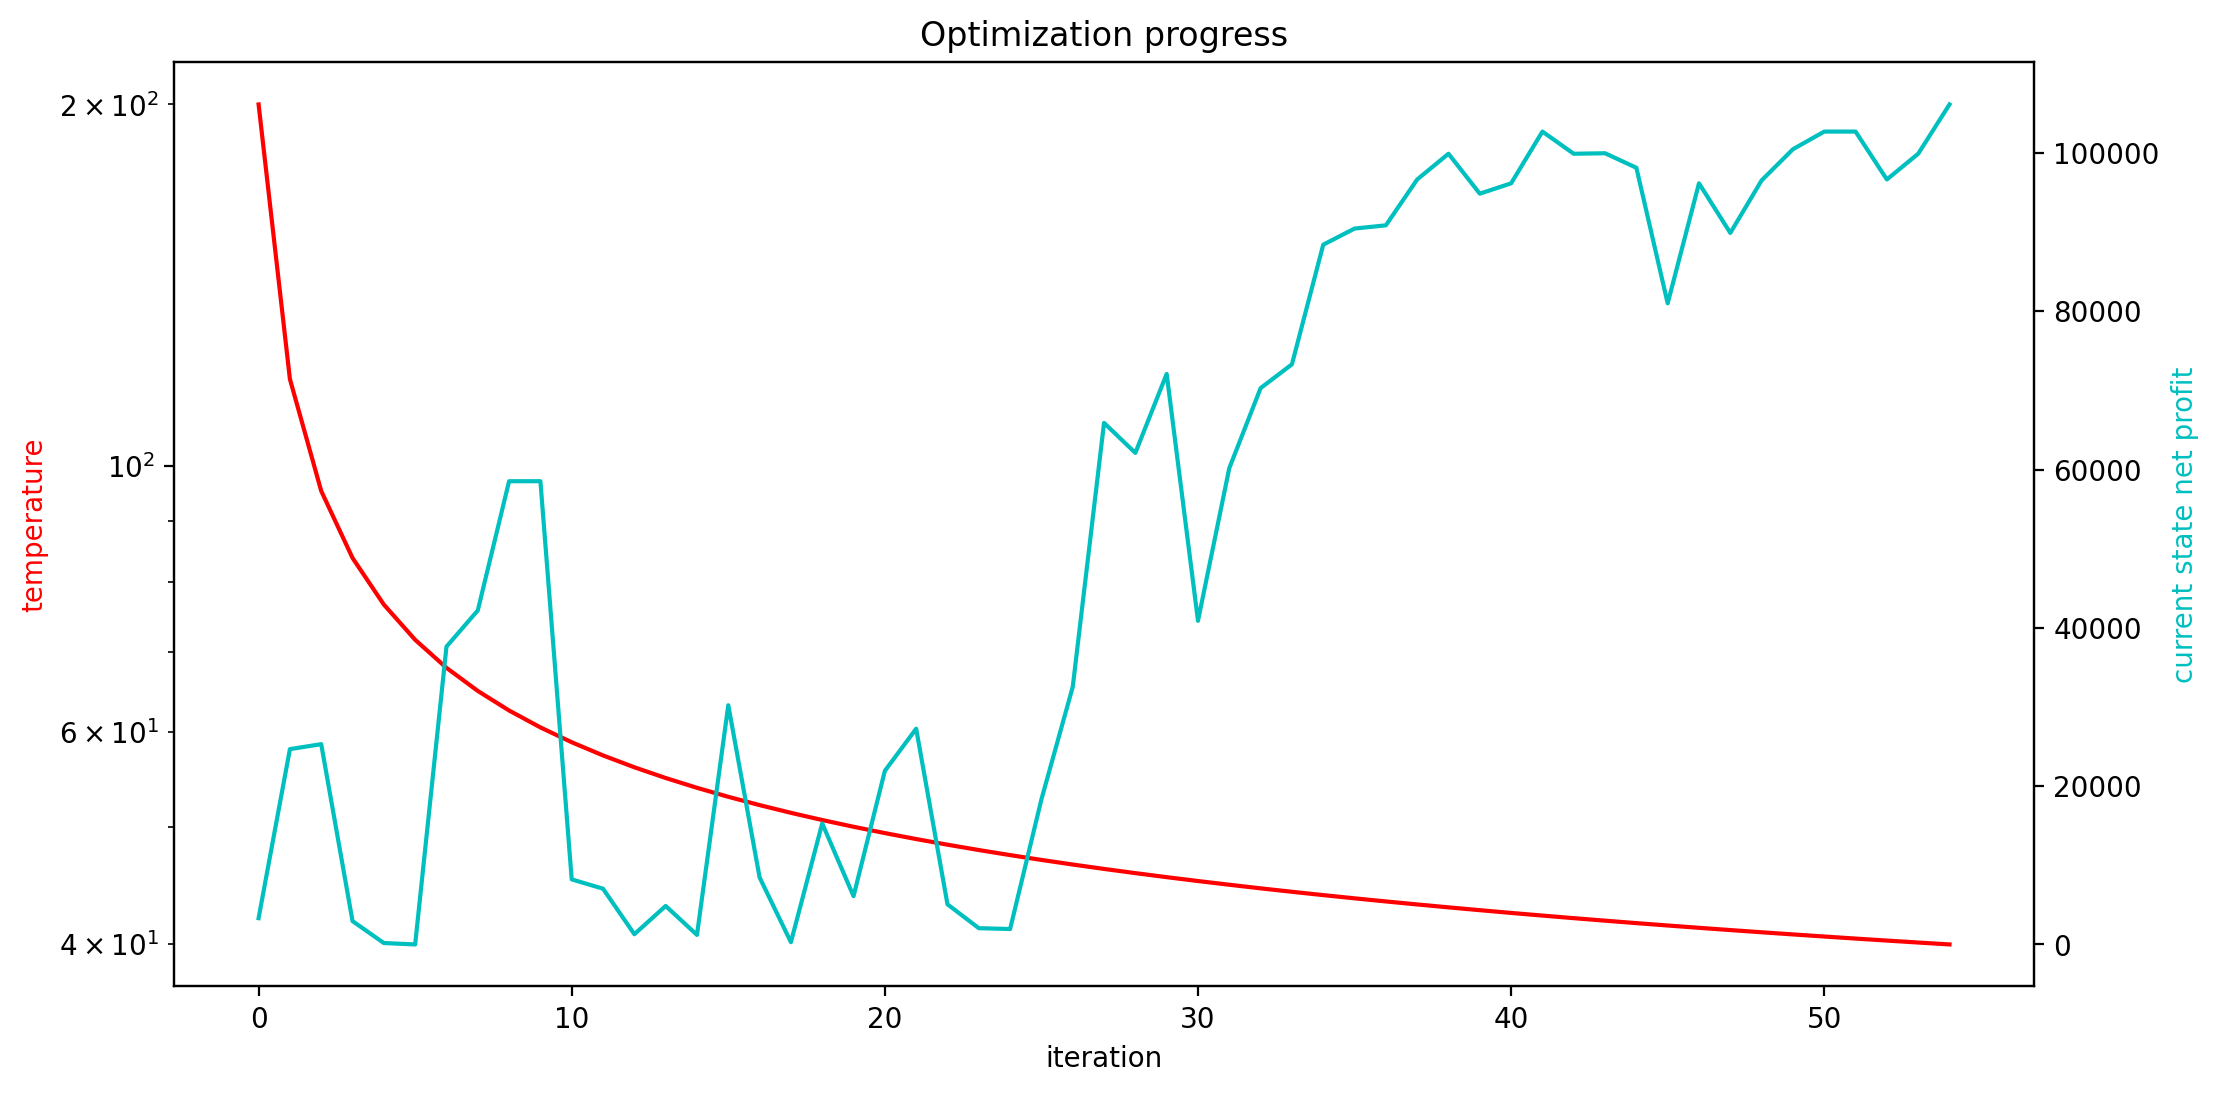 Optimization progress
2 × 10²
10²
6 × 10¹
4 × 10¹
temperature
100000
80000
60000
40000
20000
0
current state net profit
0 10 20 30 40 50
iteration